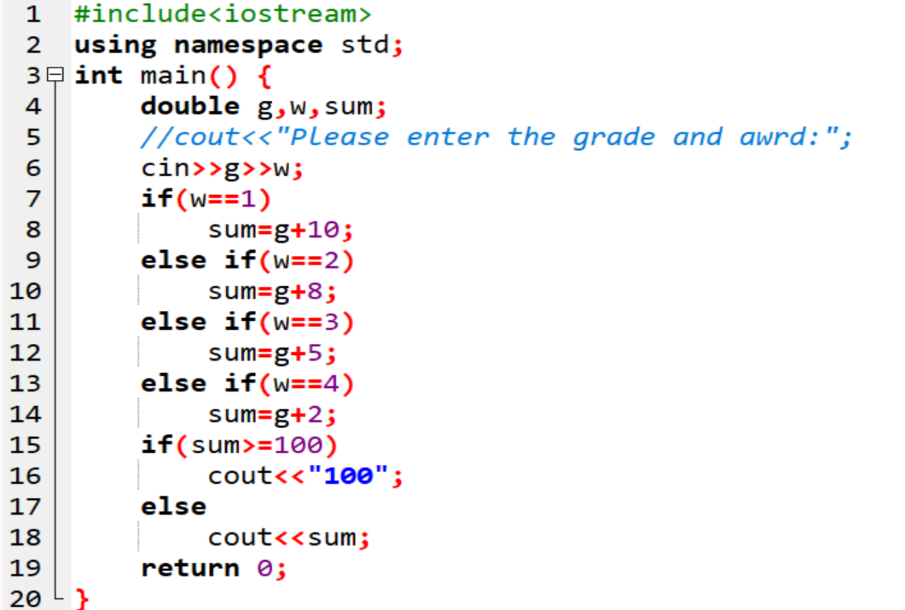 1 #include<iostream>
2 using namespace std;
3 int main() {
4 double g,w,sum;
5 //cout<<"Please enter the grade and awrd:";
6 cin>>g>>w;
7 if(w==1)
8 sum=g+10;
9 else if(w==2)
10 sum=g+8;
11 else if(w==3)
12 sum=g+5;
13 else if(w==4)
14 sum=g+2;
15 if(sum>=100)
16 cout<<"100";
17 else
18 cout<<sum;
19 return 0;
20 }